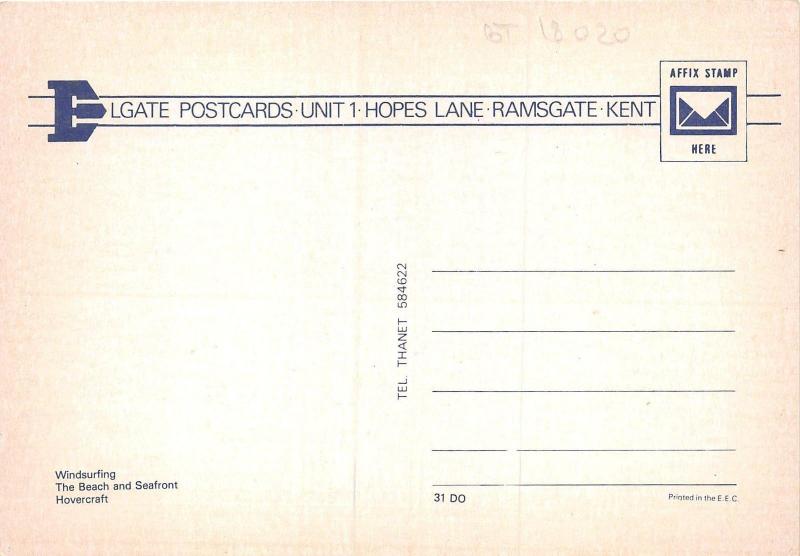 BT 18020
ELGATE POSTCARDS · UNIT 1 · HOPES LANE · RAMSGATE · KENT
AFFIX STAMP
HERE
TEL. THANET 584622
Windsurfing
The Beach and Seafront
Hovercraft
31 DO
Printed in the E.E.C.